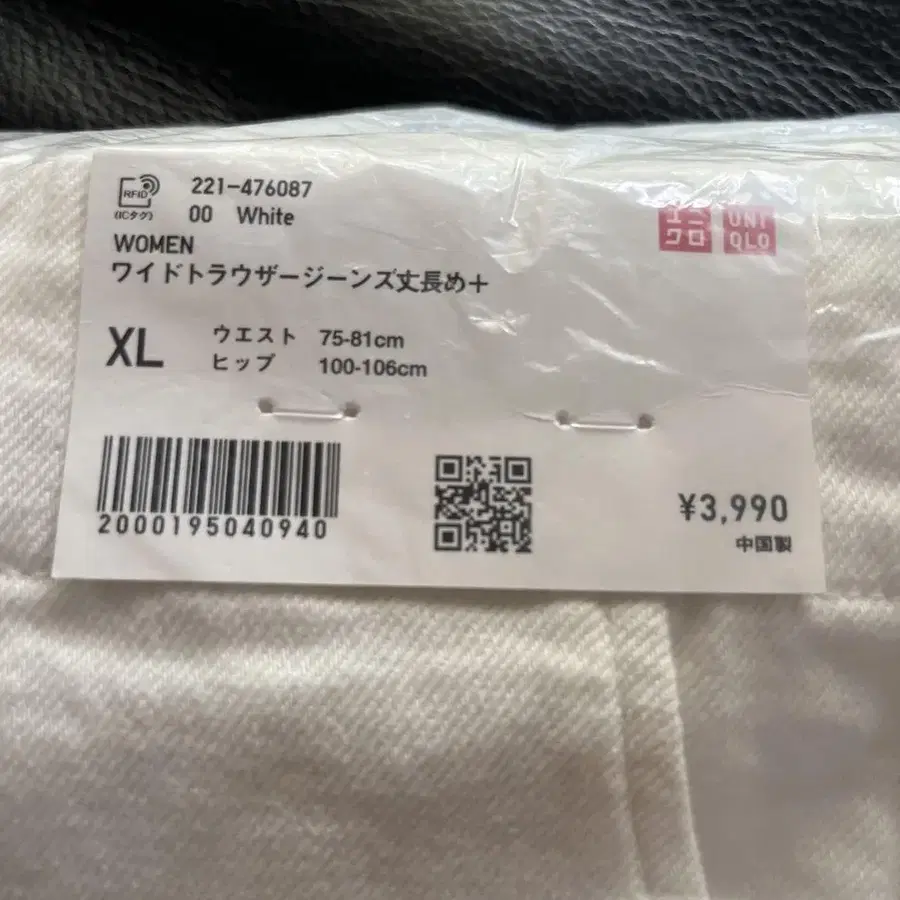 RFID
(ICタグ)
221-476087
00 White
ユニクロ
UNIQLO
WOMEN
ワイドトラウザージーンズ丈長め＋
XL
ウエスト 75-81cm
ヒップ 100-106cm
2000195040940
¥3,990
中国製